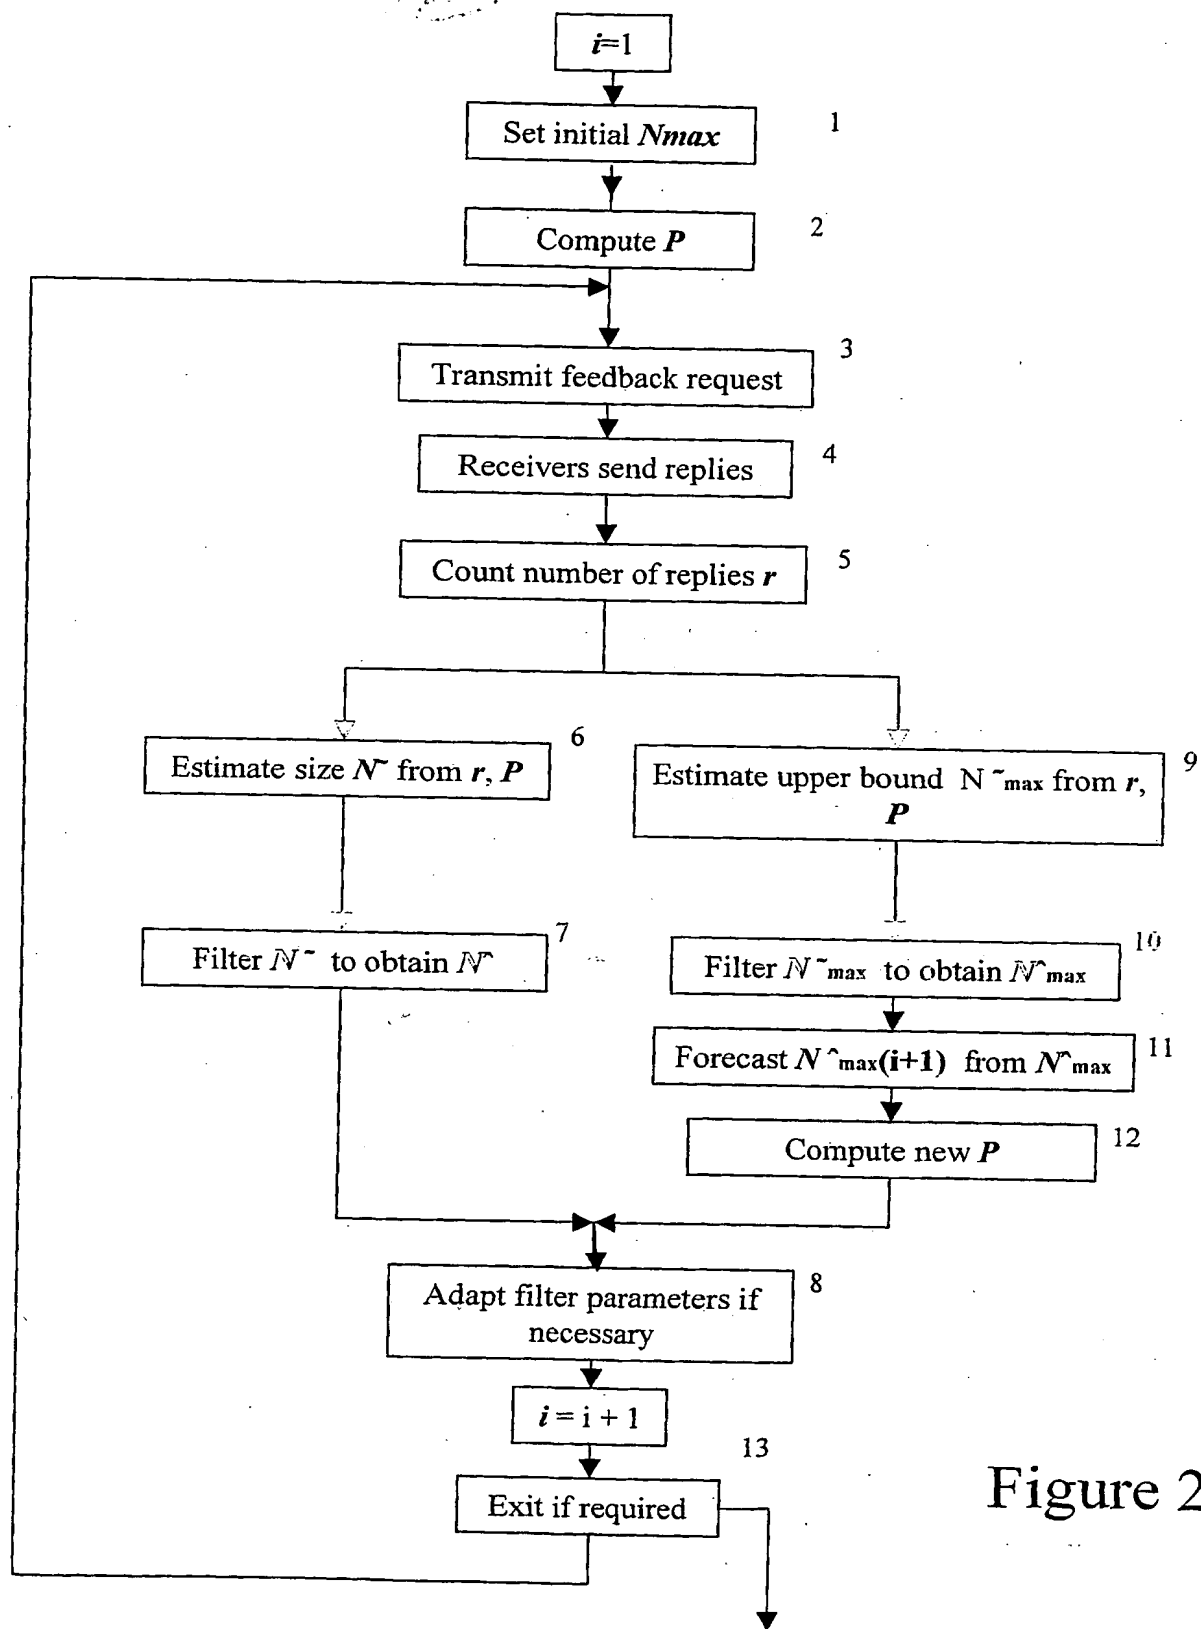 i=1
1
Set initial Nmax
2
Compute P
3
Transmit feedback request
4
Receivers send replies
5
Count number of replies r
6
Estimate size N~ from r, P
9
Estimate upper bound N ~max from r,
P
7
Filter N~ to obtain N^
10
Filter N~max to obtain N^max
11
Forecast N^max(i+1) from N^max
12
Compute new P
8
Adapt filter parameters if
necessary
i = i + 1
13
Exit if required
Figure 2